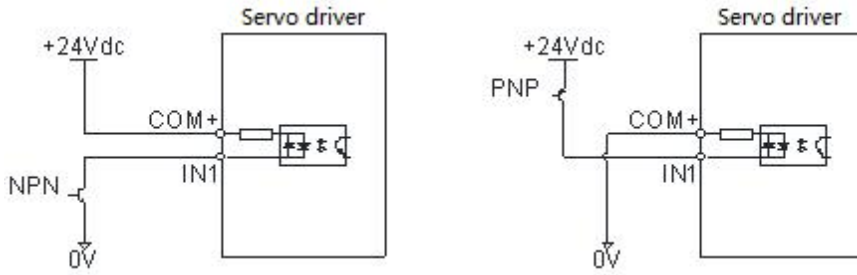 Servo driver
+24Vdc
COM+
IN1
NPN
0V
Servo driver
+24Vdc
PNP
COM+
IN1
0V